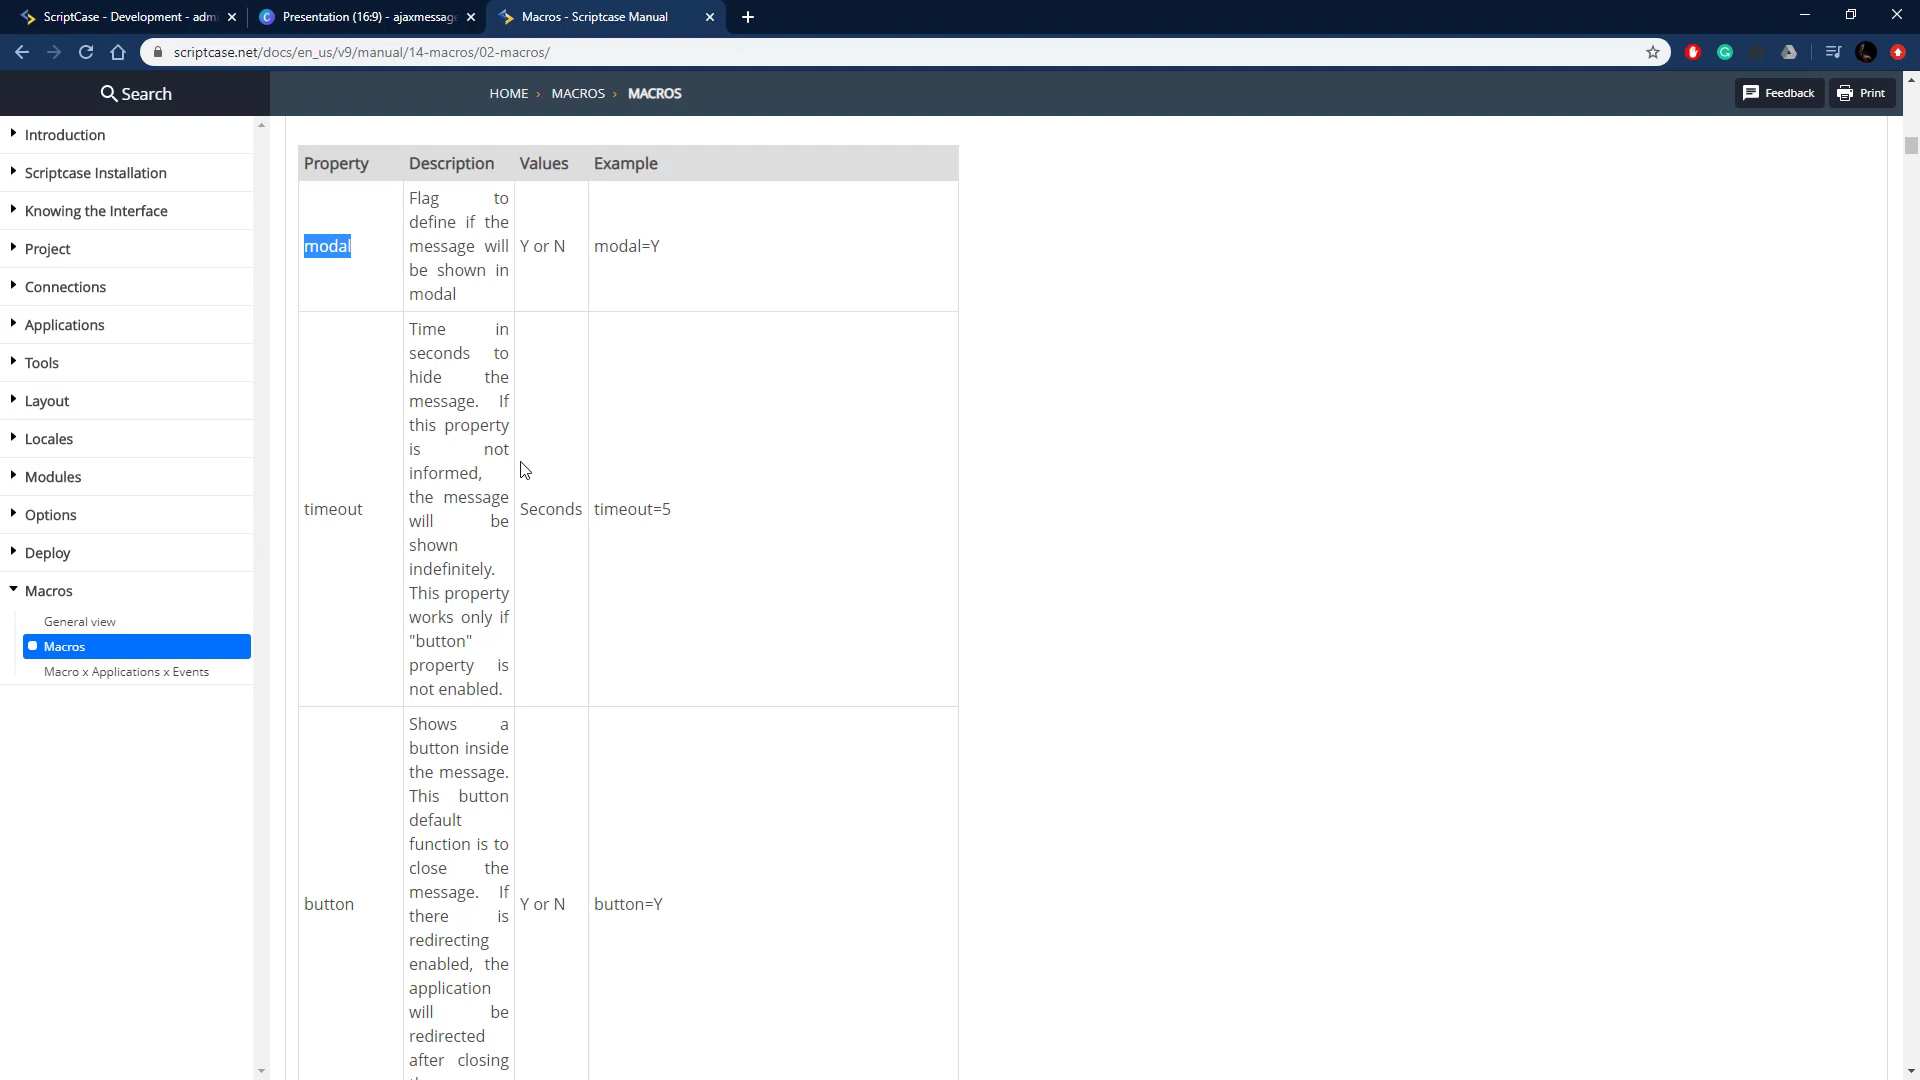 ScriptCase - Development - admi
Presentation (16:9) - ajaxmessage
Macros - Scriptcase Manual
scriptcase.net/docs/en_us/v9/manual/14-macros/02-macros/
Search
HOME › MACROS › MACROS
Feedback
Print
Introduction
Scriptcase Installation
Knowing the Interface
Project
Connections
Applications
Tools
Layout
Locales
Modules
Options
Deploy
Macros
General view
Macros
Macro x Applications x Events
Property Description Values Example
modal
Flag to
define if the
message will
be shown in
modal
Y or N
modal=Y
timeout
Time in
seconds to
hide the
message. If
this property
is not
informed,
the message
will be
shown
indefinitely.
This property
works only if
"button"
property is
not enabled.
Seconds
timeout=5
button
Shows a
button inside
the message.
This button
default
function is to
close the
message. If
there is
redirecting
enabled, the
application
will be
redirected
after closing
Y or N
button=Y